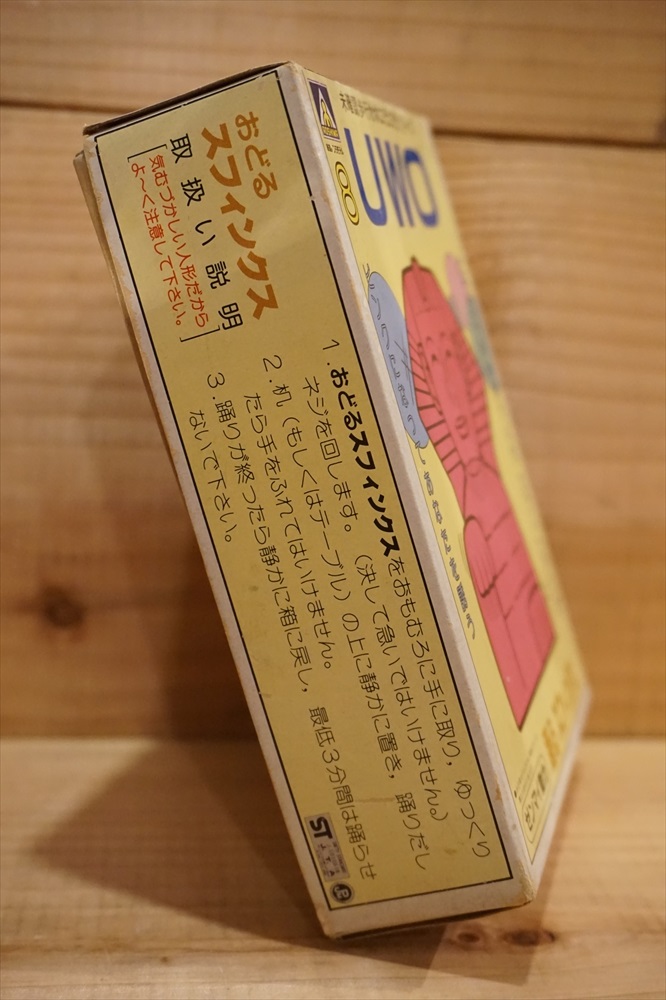 おどる
スフィンクス
取扱い説明
気むづかしい人形だから
よ〜く注意して下さい。
1.おどるスフィンクスをおもむろに手に取り，ゆっくり
ネジを回します。（決して急いではいけません。）
2.机（もしくはテーブル）の上に静かに置き，踊りだし
たら手をふれてはいけません。
3.踊りが終ったら静かに箱に戻し，最低3分間は踊らせ
ないで下さい。
ST
UWO